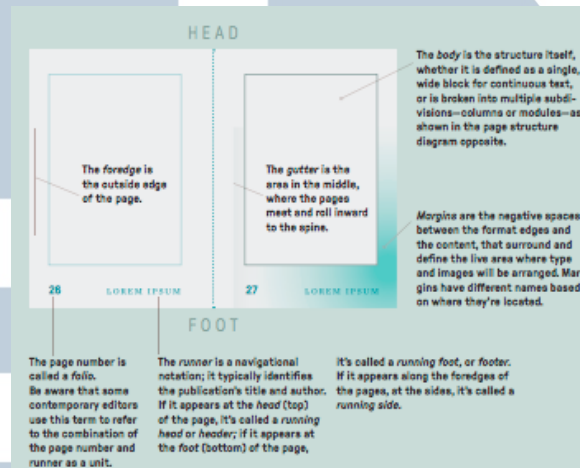 HEAD
The body is the structure itself,
whether it is defined as a single,
wide block for continuous text,
or is broken into multiple subdi-
visions—columns or modules—as
shown in the page structure
diagram opposite.
The foredge is
the outside edge
of the page.
The gutter is the
area in the middle,
where the pages
meet and roll inward
to the spine.
Margins are the negative spaces
between the format edges and
the content, that surround and
define the live area where type
and images will be arranged. Mar
gins have different names based
on where they're located.
26 LOREM IPSUM
27 LOREM IPSUM
FOOT
The page number is
called a folio.
Be aware that some
contemporary editors
use this term to refer
to the combination of
the page number and
runner as a unit.
The runner is a navigational
notation; it typically identifies
the publication's title and author.
If it appears at the head (top)
of the page, it's called a running
head or header; if it appears at
the foot (bottom) of the page,
it's called a running foot, or footer.
If it appears along the foredges of
the pages, at the sides, it's called a
running side.